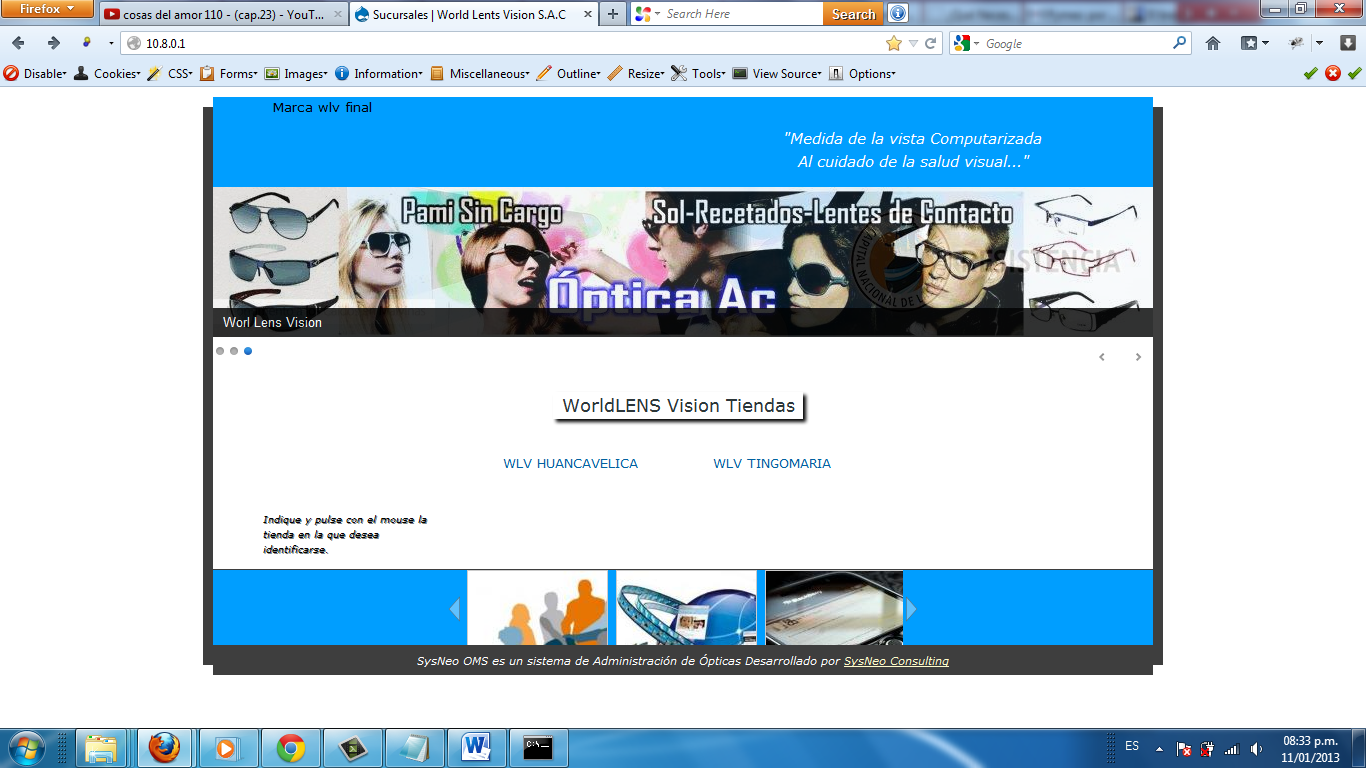 Firefox
cosas del amor 110 - (cap.23) - YouT...
Sucursales | World Lents Vision S.A.C
Search Here
Search
10.8.0.1
Google
Disable
Cookies
CSS
Forms
Images
Information
Miscellaneous
Outline
Resize
Tools
View Source
Options
Marca wlv final
"Medida de la vista Computarizada
Al cuidado de la salud visual..."
Pami Sin Cargo
Sol-Recetados-Lentes de Contacto
Óptica Ac
Worl Lens Vision
WorldLENS Vision Tiendas
WLV HUANCAVELICA
WLV TINGOMARIA
Indique y pulse con el mouse la
tienda en la que desea
identificarse.
SysNeo OMS es un sistema de Administración de Ópticas Desarrollado por SysNeo Consulting
C:\_
ES
08:33 p.m.
11/01/2013